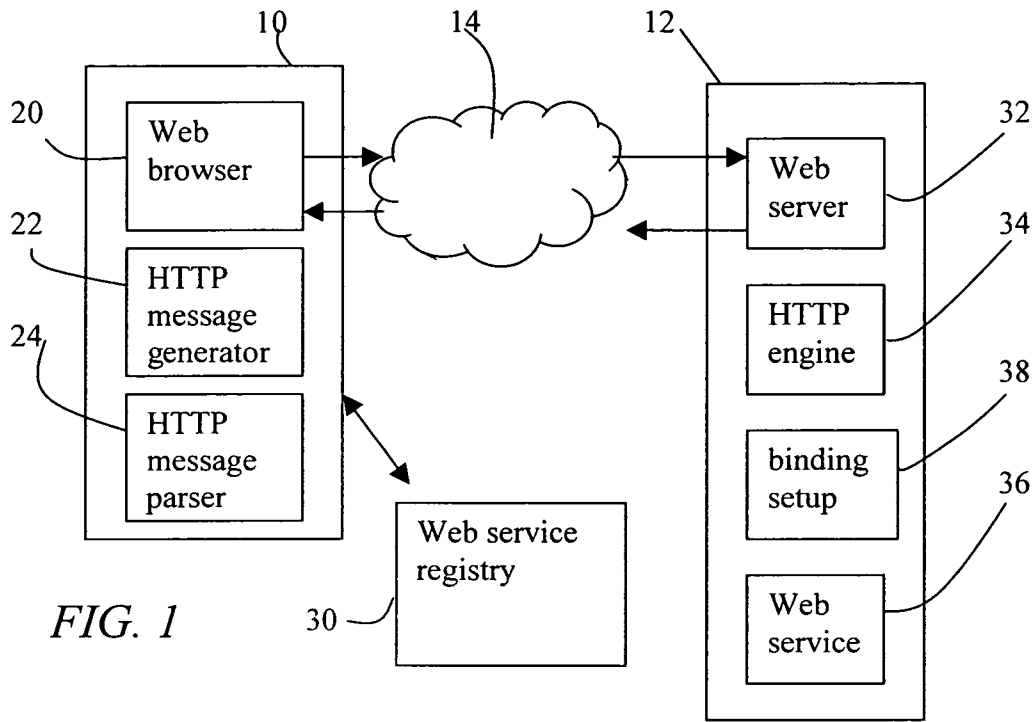 10
14
12
20
Web
browser
32
Web
server
22
HTTP
message
generator
34
HTTP
engine
24
HTTP
message
parser
38
binding
setup
36
Web service
registry
30
Web
service
FIG. 1